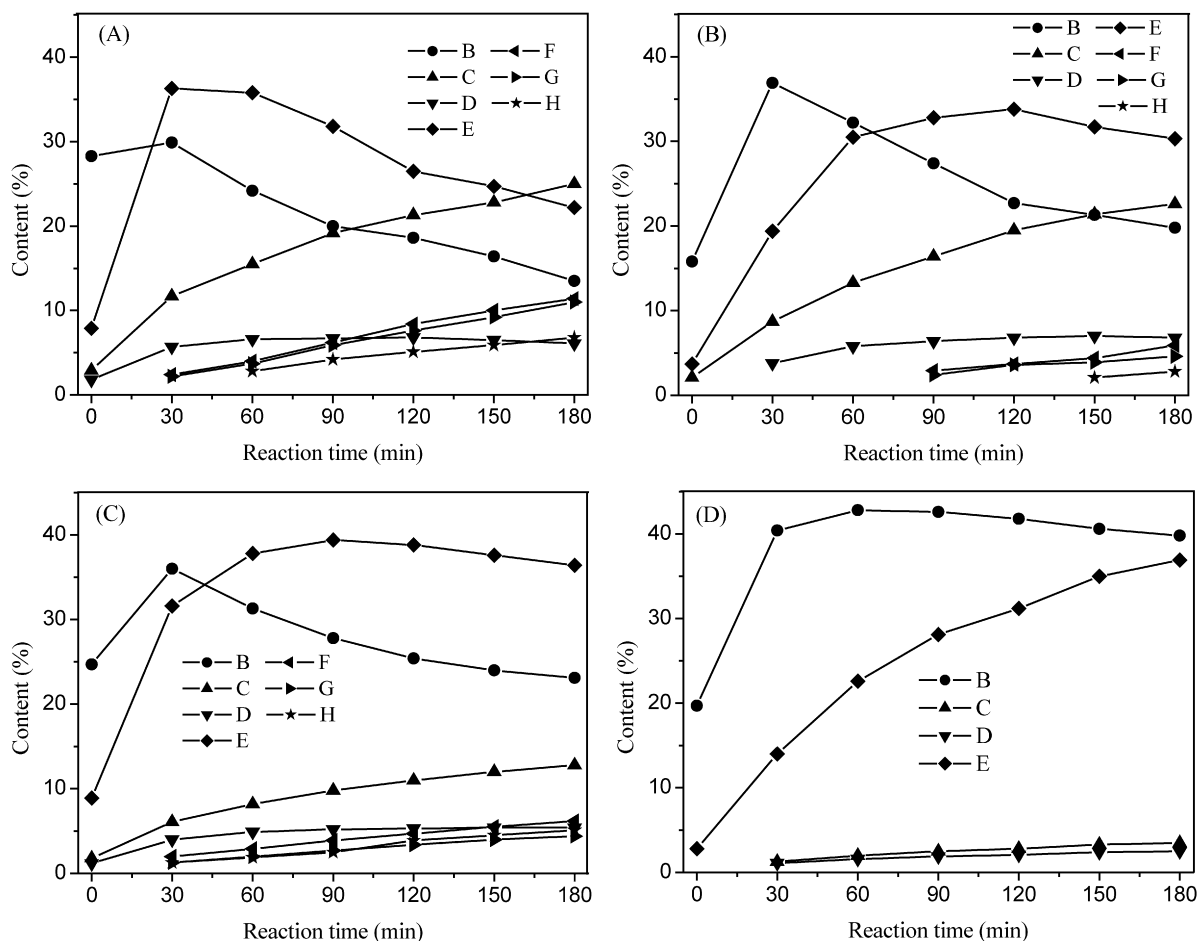 (A)
B F
C G
D H
E
Content (%)
40
30
20
10
0
0 30 60 90 120 150 180
Reaction time (min)
(B)
B E
C F
D G
H
Content (%)
40
30
20
10
0
0 30 60 90 120 150 180
Reaction time (min)
(C)
B F
C G
D H
E
Content (%)
40
30
20
10
0
0 30 60 90 120 150 180
Reaction time (min)
(D)
B
C
D
E
Content (%)
40
30
20
10
0
0 30 60 90 120 150 180
Reaction time (min)